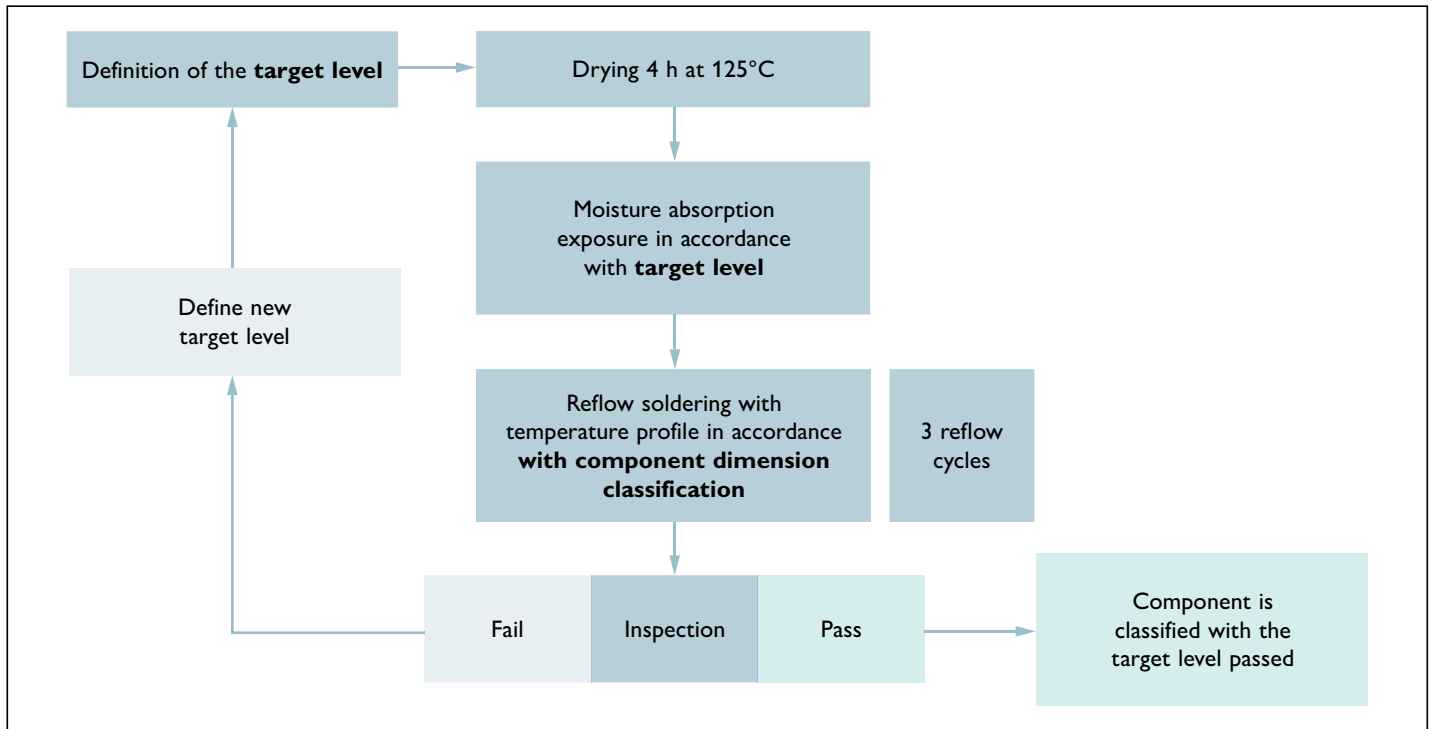 Definition of the target level
Drying 4 h at 125°C
Moisture absorption
exposure in accordance
with target level
Define new
target level
Reflow soldering with
temperature profile in accordance
with component dimension
classification
3 reflow
cycles
Fail
Inspection
Pass
Component is
classified with the
target level passed